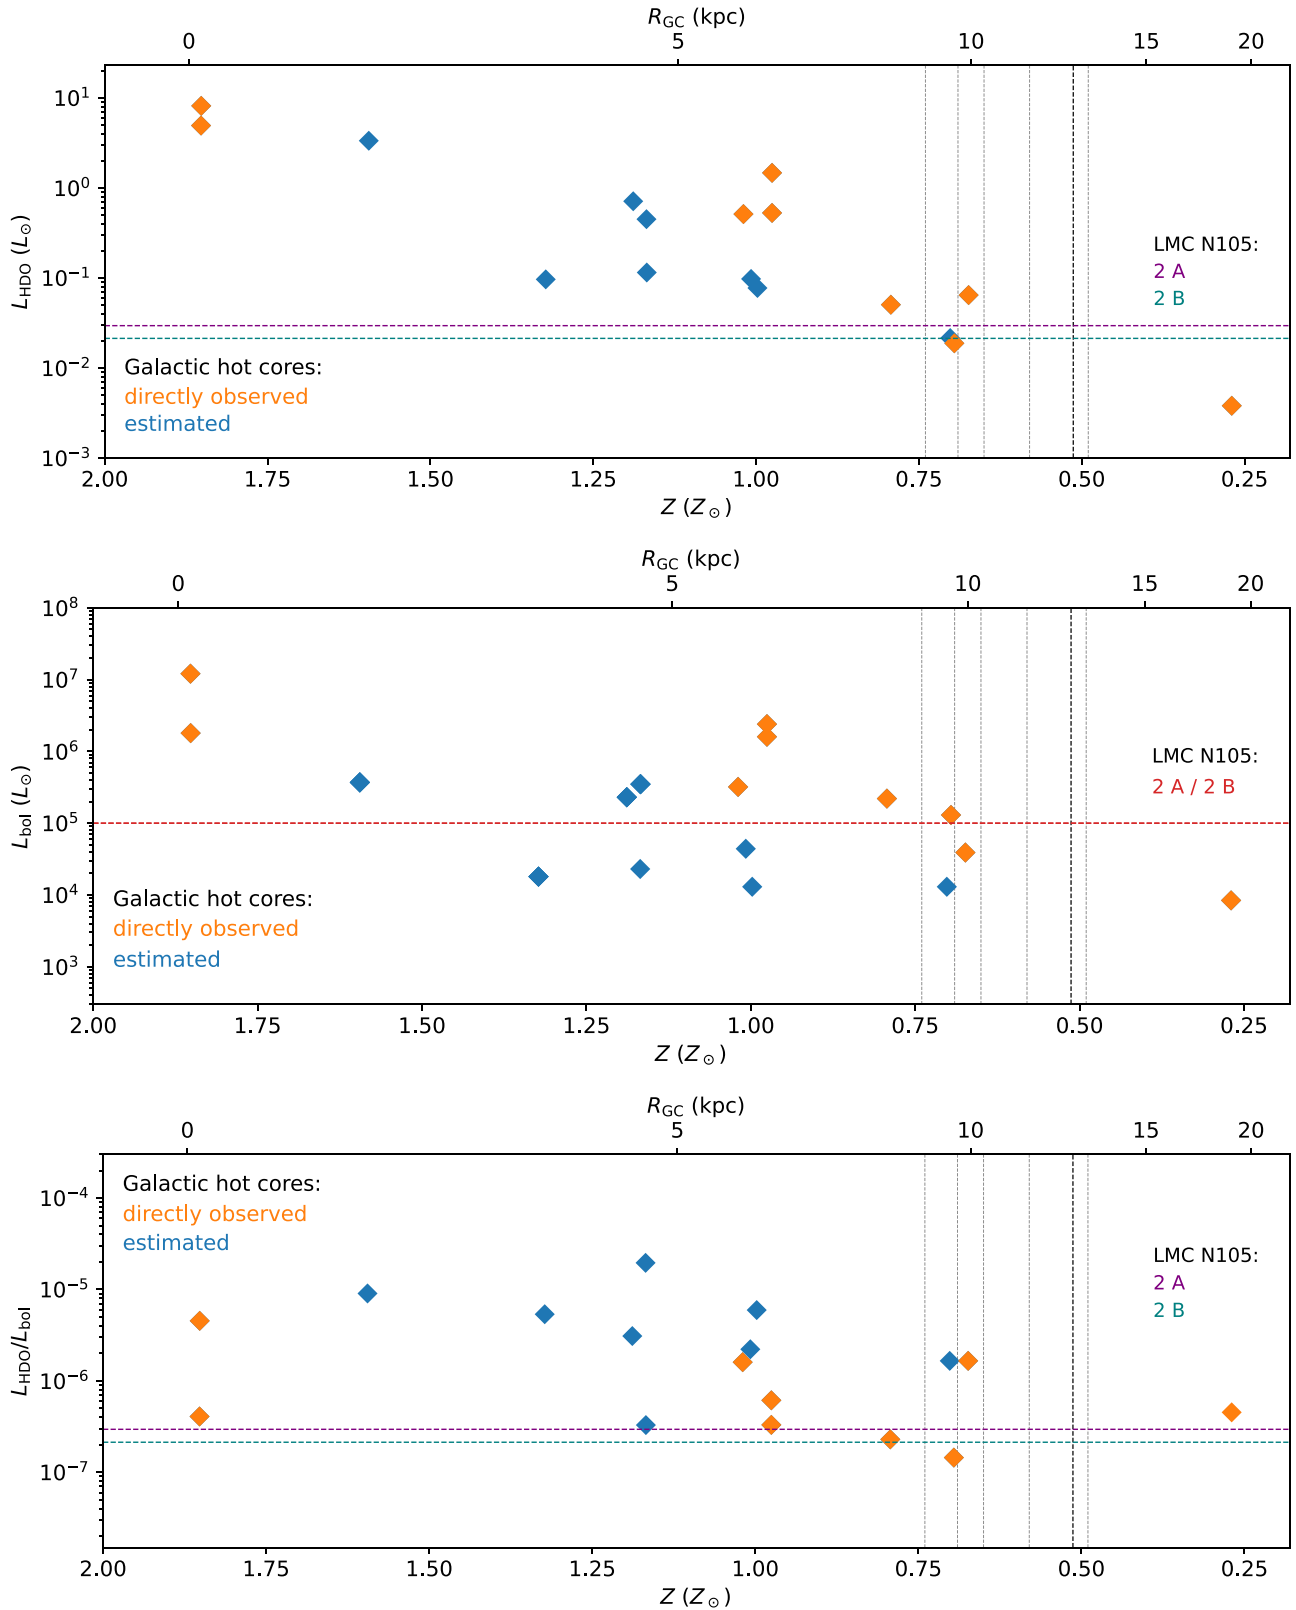 R_GC (kpc)
0 5 10 15 20
10^1
10^0
10^−1
10^−2
10^−3
L_HDO (L_⊙)
LMC N105:
2 A
2 B
Galactic hot cores:
directly observed
estimated
2.00 1.75 1.50 1.25 1.00 0.75 0.50 0.25
Z (Z_⊙)
R_GC (kpc)
0 5 10 15 20
10^8
10^7
10^6
10^5
10^4
10^3
L_bol (L_⊙)
LMC N105:
2 A / 2 B
Galactic hot cores:
directly observed
estimated
2.00 1.75 1.50 1.25 1.00 0.75 0.50 0.25
Z (Z_⊙)
R_GC (kpc)
0 5 10 15 20
Galactic hot cores:
directly observed
estimated
10^−4
10^−5
10^−6
10^−7
L_HDO/L_bol
LMC N105:
2 A
2 B
2.00 1.75 1.50 1.25 1.00 0.75 0.50 0.25
Z (Z_⊙)